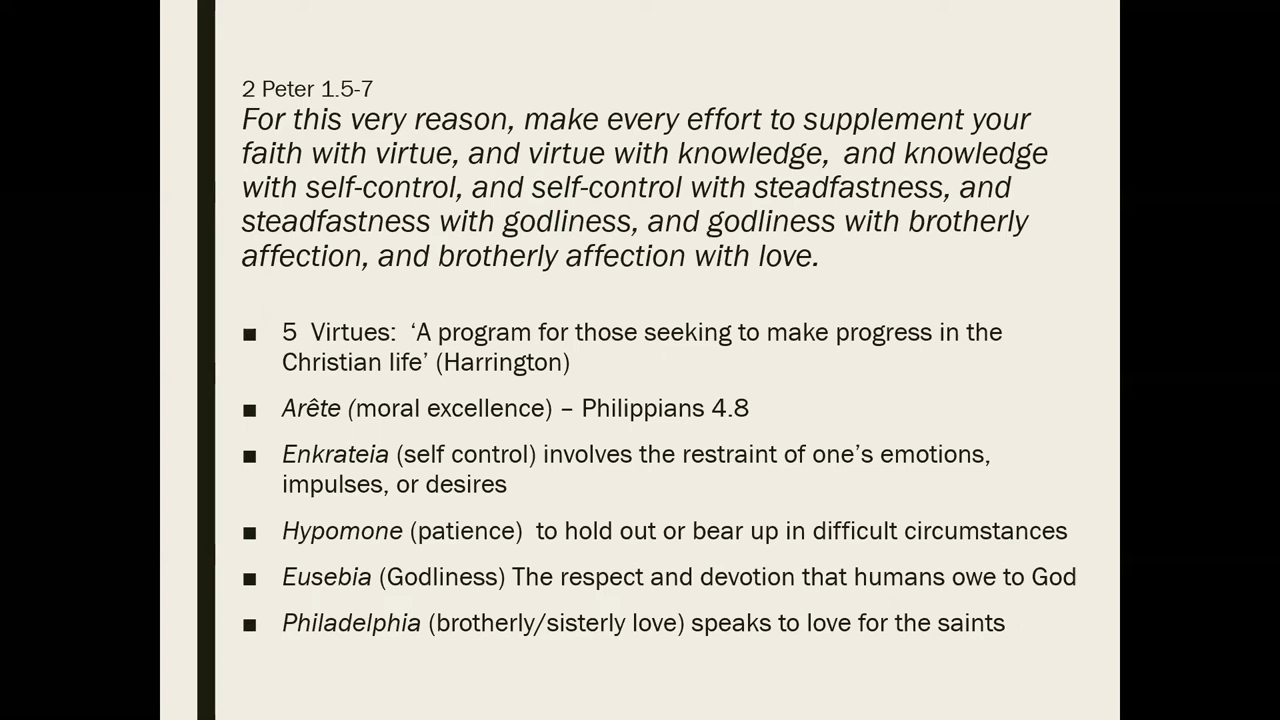 2 Peter 1.5-7
For this very reason, make every effort to supplement your
faith with virtue, and virtue with knowledge,  and knowledge
with self-control, and self-control with steadfastness, and
steadfastness with godliness, and godliness with brotherly
affection, and brotherly affection with love.
■ 5  Virtues:  ‘A program for those seeking to make progress in the
Christian life’ (Harrington)
■ Arête (moral excellence) – Philippians 4.8
■ Enkrateia (self control) involves the restraint of one’s emotions,
impulses, or desires
■ Hypomone (patience)  to hold out or bear up in difficult circumstances
■ Eusebia (Godliness) The respect and devotion that humans owe to God
■ Philadelphia (brotherly/sisterly love) speaks to love for the saints